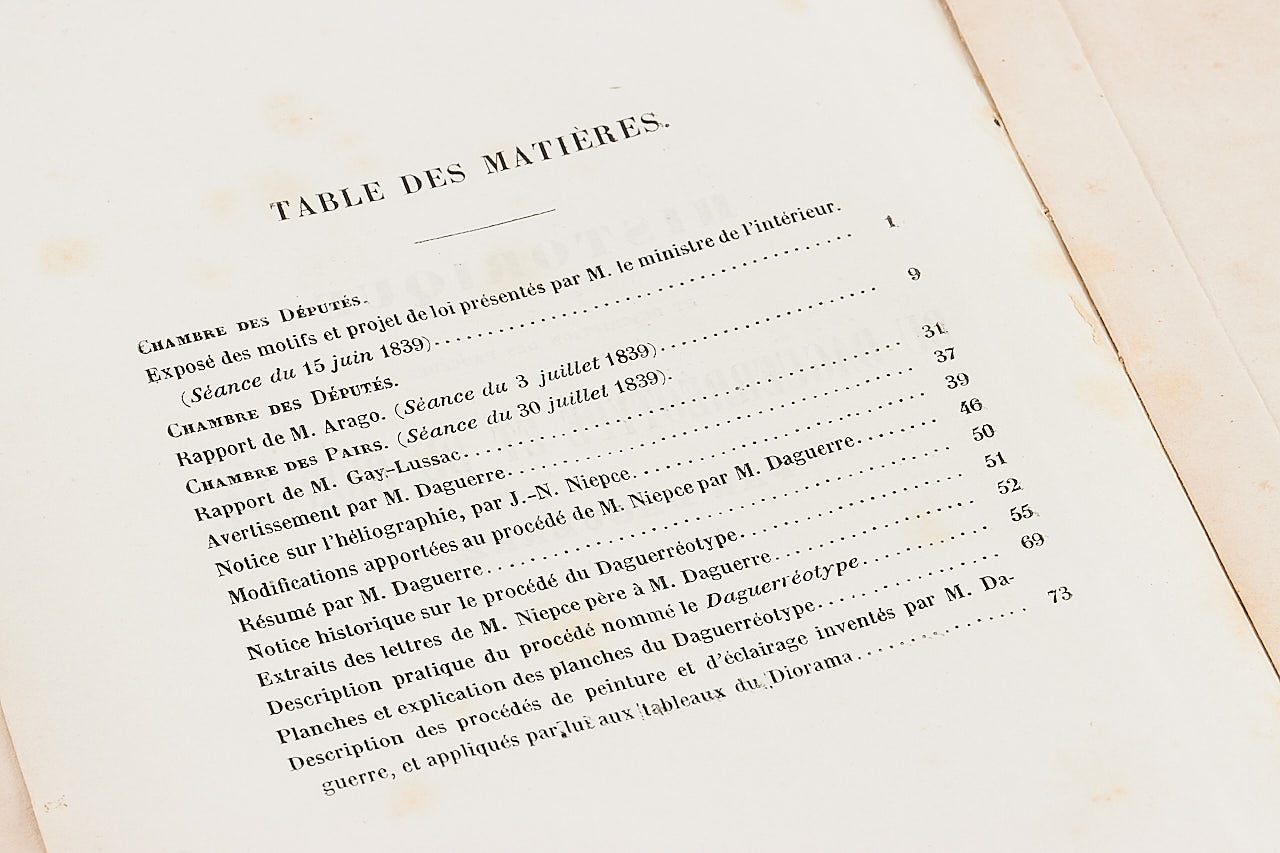 TABLE DES MATIÈRES.
CHAMBRE DES DÉPUTÉS.
Exposé des motifs et projet de loi présentés par M. le ministre de l'intérieur.
(Séance du 15 juin 1839)........................................ 1
CHAMBRE DES DÉPUTÉS.
Rapport de M. Arago. (Séance du 3 juillet 1839).................... 9
CHAMBRE DES PAIRS. (Séance du 30 juillet 1839).
Rapport de M. Gay-Lussac........................................ 31
Avertissement par M. Daguerre.................................... 37
Notice sur l'héliographie, par J.-N. Niepce......................... 39
Modifications apportées au procédé de M. Niepce par M. Daguerre........ 46
Résumé par M. Daguerre.......................................... 50
Notice historique sur le procédé du Daguerréotype.................... 51
Extraits des lettres de M. Niepce père à M. Daguerre.................. 52
Description pratique du procédé nommé le Daguerréotype............. 55
Planches et explication des planches du Daguerréotype................. 69
Description des procédés de peinture et d'éclairage inventés par M. Da-
guerre, et appliqués par lui aux tableaux du Diorama................ 73